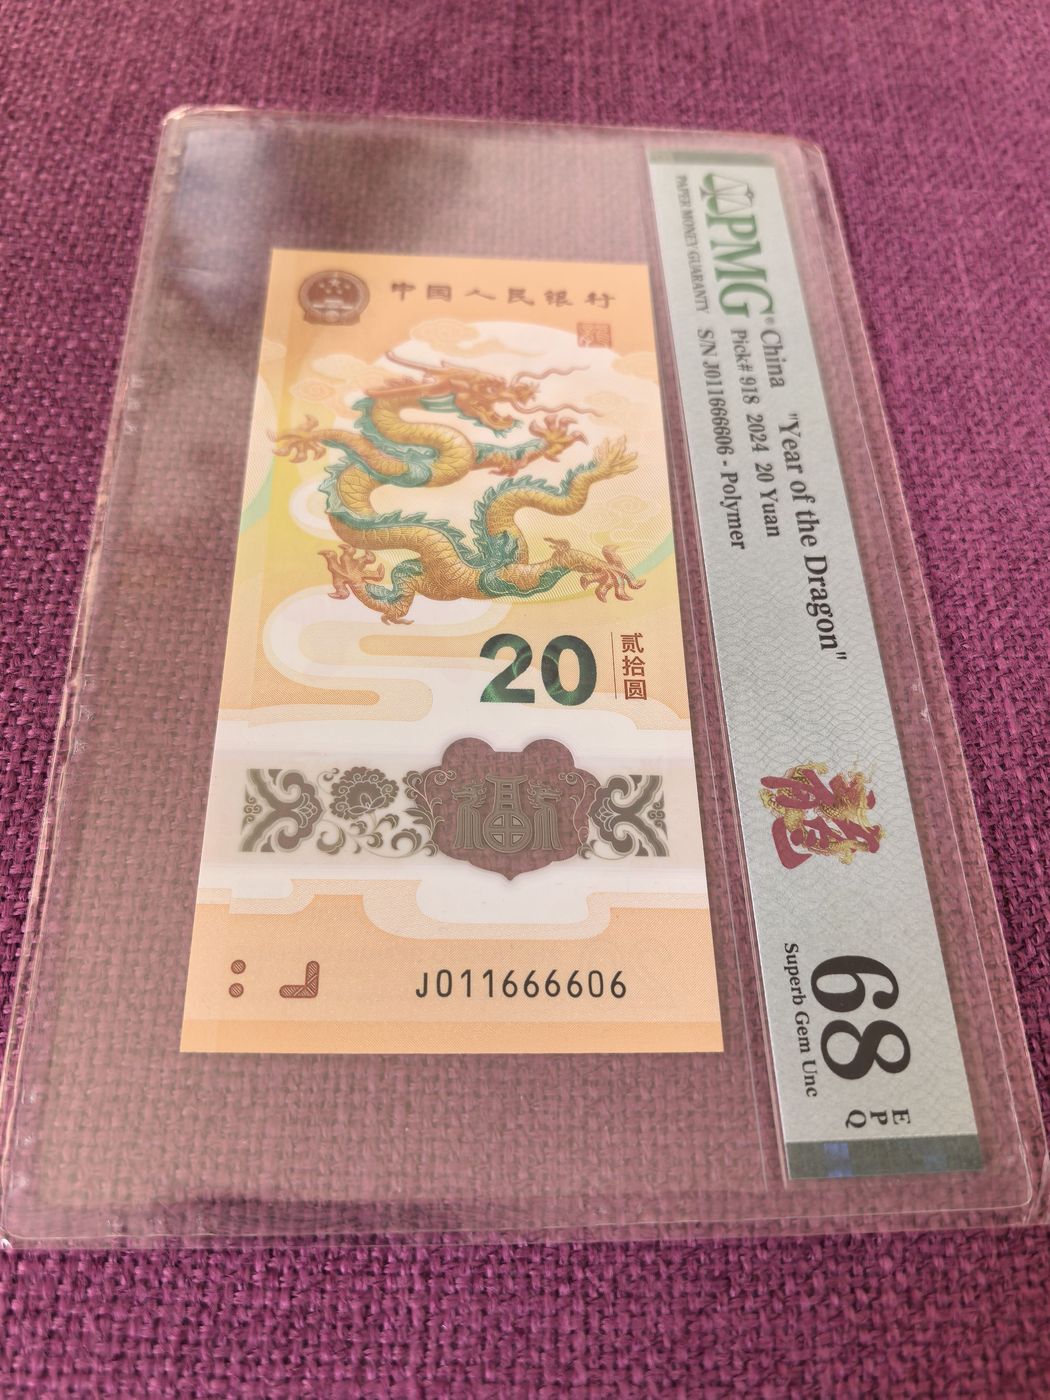 中国人民银行
20
贰拾圆
J011666606
PMG
PAPER MONEY GUARANTY
China "Year of the Dragon"
Pick# 918 2024 20 Yuan
S/N J011666606 - Polymer
68
EPQ
Superb Gem Unc